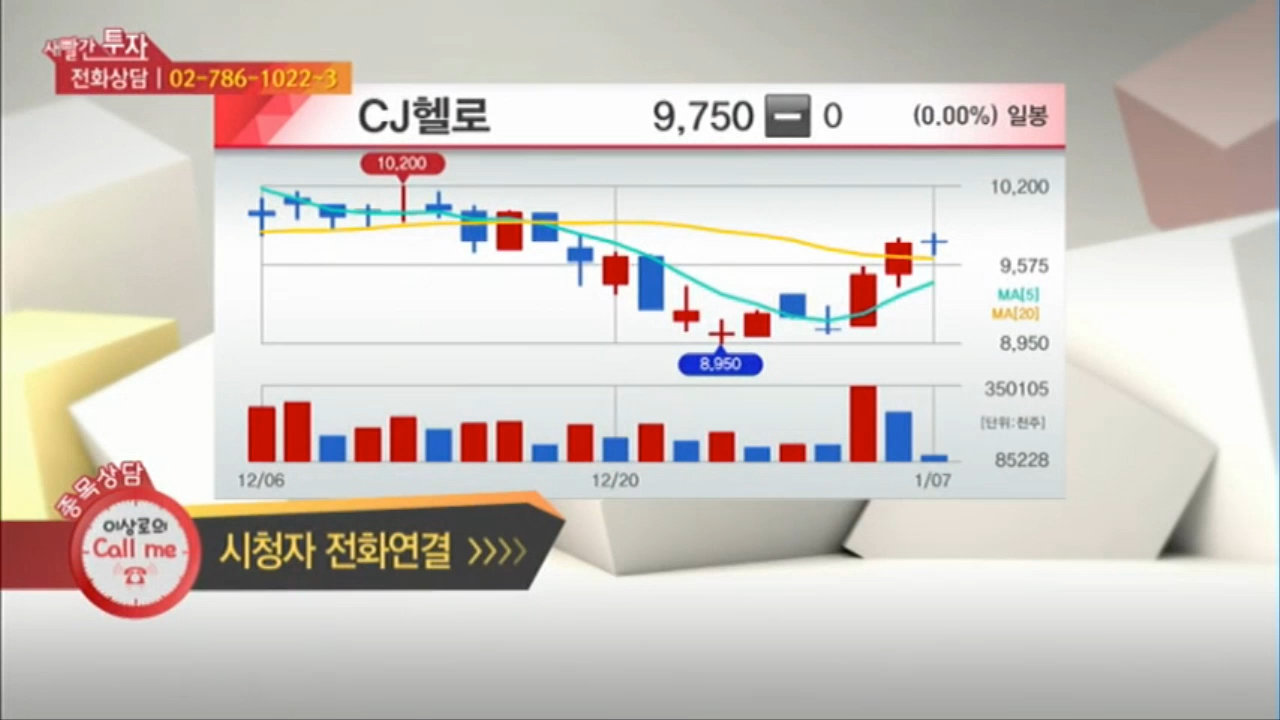 새빨간 투자
전화상담 | 02-786-1022~3
CJ헬로 9,750 0 (0.00%) 일봉
10,200
10,200
9,575
MA[5]
MA[20]
8,950
8,950
350105
[단위:천주]
85228
12/06 12/20 1/07
종목상담
이상로의
Call me
시청자 전화연결 》》